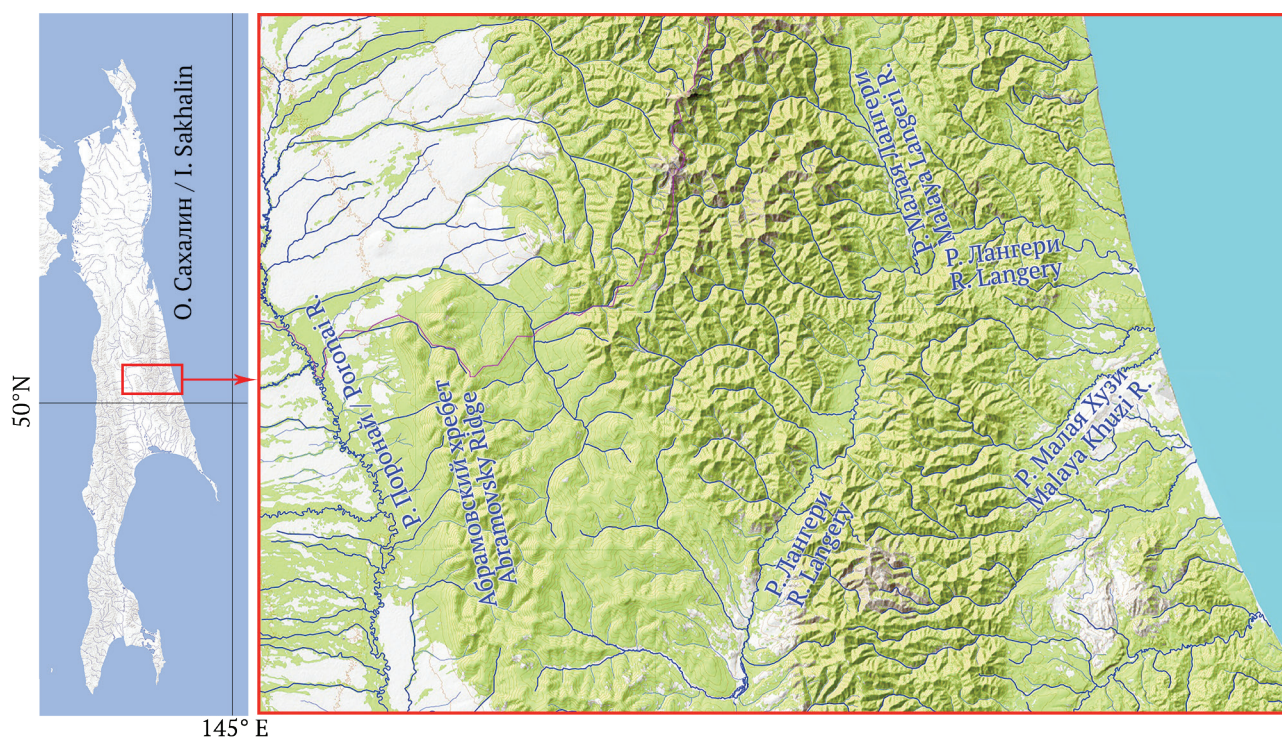 О. Сахалин / I. Sakhalin
50°N
145° E
Р. Малая Лангери
Malaya Langeri R.
Р. Лангери
R. Langery
Р. Поронай / Poronai R.
Абрамовский хребет
Abramovsky Ridge
Р. Малая Хузи
Malaya Khuzi R.
Р. Лангери
R. Langery